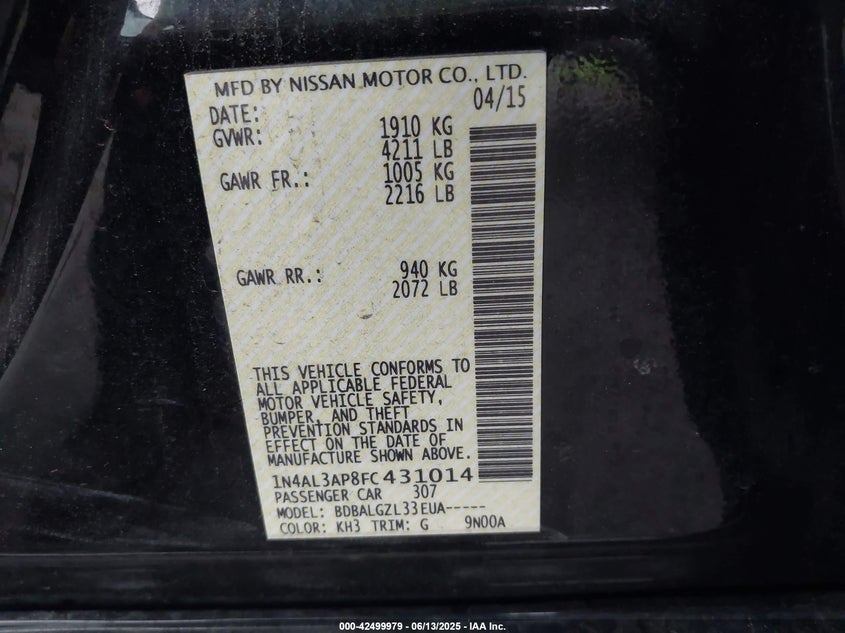 MFD BY NISSAN MOTOR CO., LTD.
DATE: 04/15
GVWR: 1910 KG
4211 LB
GAWR FR.: 1005 KG
2216 LB
GAWR RR.: 940 KG
2072 LB
THIS VEHICLE CONFORMS TO
ALL APPLICABLE FEDERAL
MOTOR VEHICLE SAFETY,
BUMPER, AND THEFT
PREVENTION STANDARDS IN
EFFECT ON THE DATE OF
MANUFACTURE SHOWN ABOVE.
1N4AL3AP8FC431014
PASSENGER CAR 307
MODEL: BDBALGZL33EUA-----
COLOR: KH3 TRIM: G 9N00A
000-42499979 - 06/13/2025 - IAA Inc.